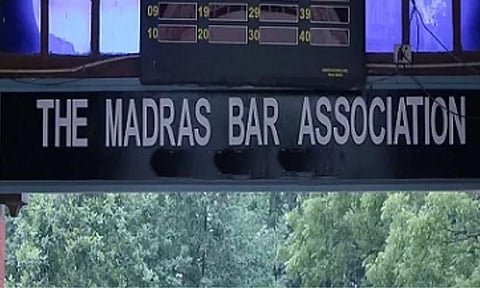 09 19 29 39
10 20 30 40
THE MADRAS BAR ASSOCIATION